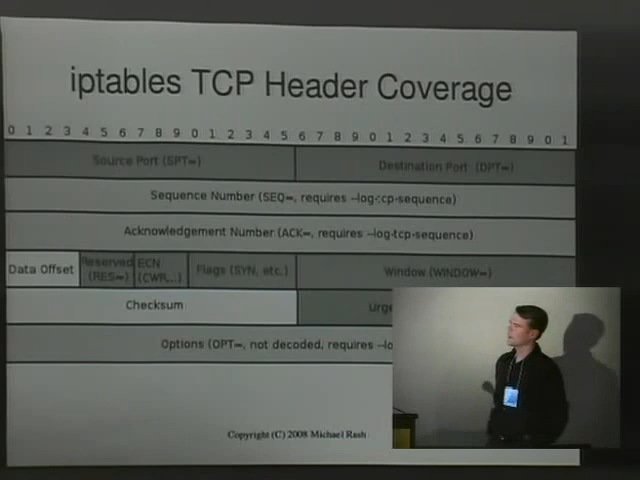 iptables TCP Header Coverage
0 1 2 3 4 5 6 7 8 9 0 1 2 3 4 5 6 7 8 9 0 1 2 3 4 5 6 7 8 9 0 1
Source Port (SPT=) Destination Port (DPT=)
Sequence Number (SEQ=, requires --log-tcp-sequence)
Acknowledgement Number (ACK=, requires --log-tcp-sequence)
Data Offset Reserved (RES=) ECN (CWR,..) Flags (SYN, etc.) Window (WINDOW=)
Checksum
Options (OPT=, not decoded, requires
Copyright (C) 2008 Michael Rash